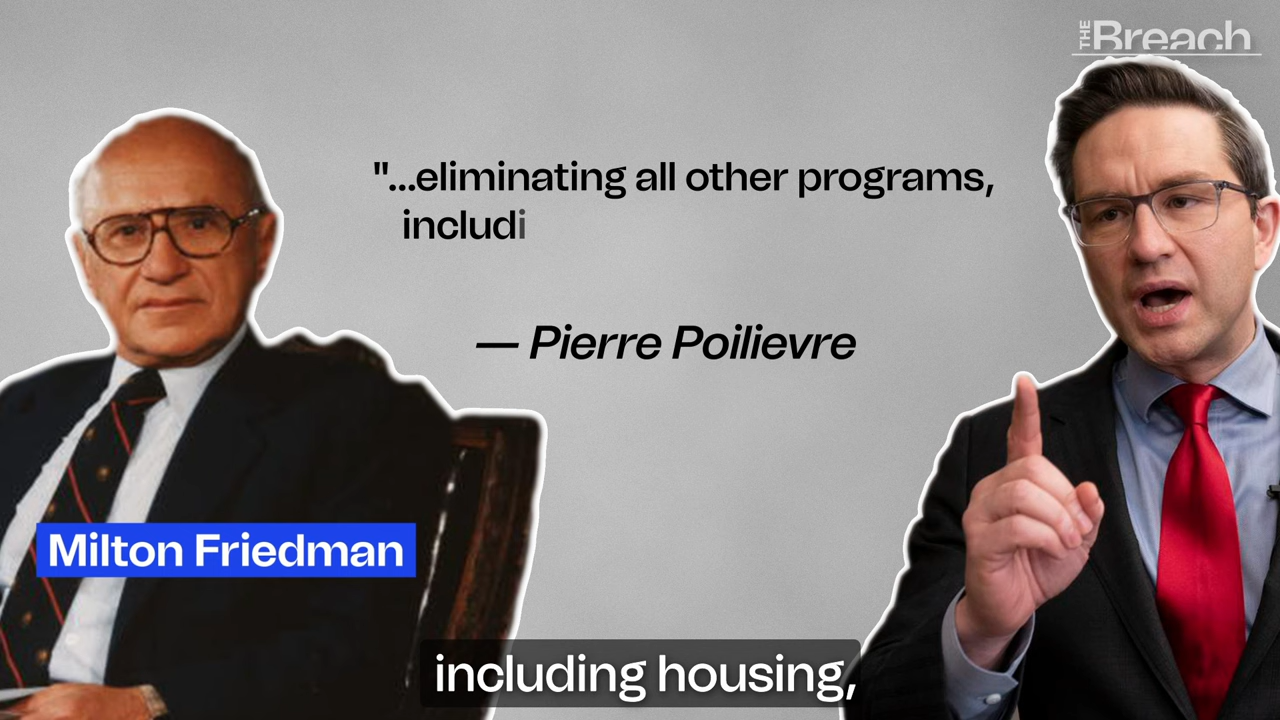 THE Breach
"...eliminating all other programs,
includi
— Pierre Poilievre
Milton Friedman
including housing,